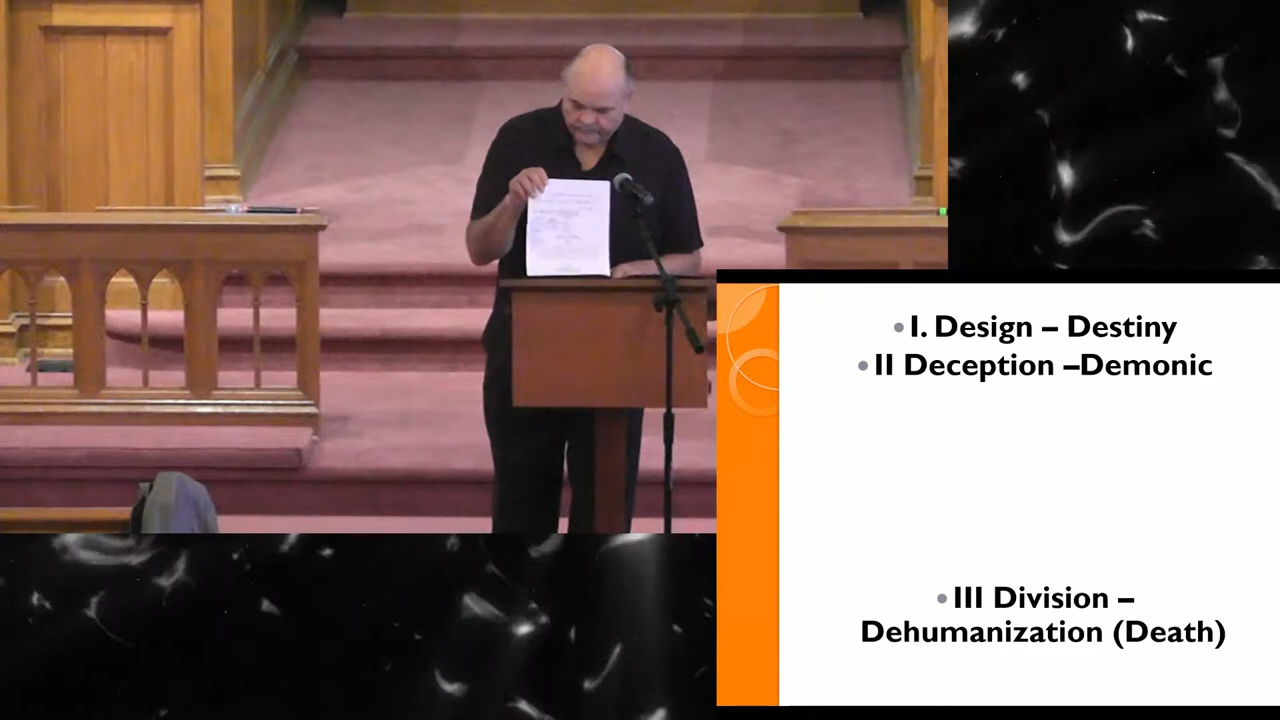 •I. Design – Destiny
•II Deception –Demonic
•III Division –
Dehumanization (Death)